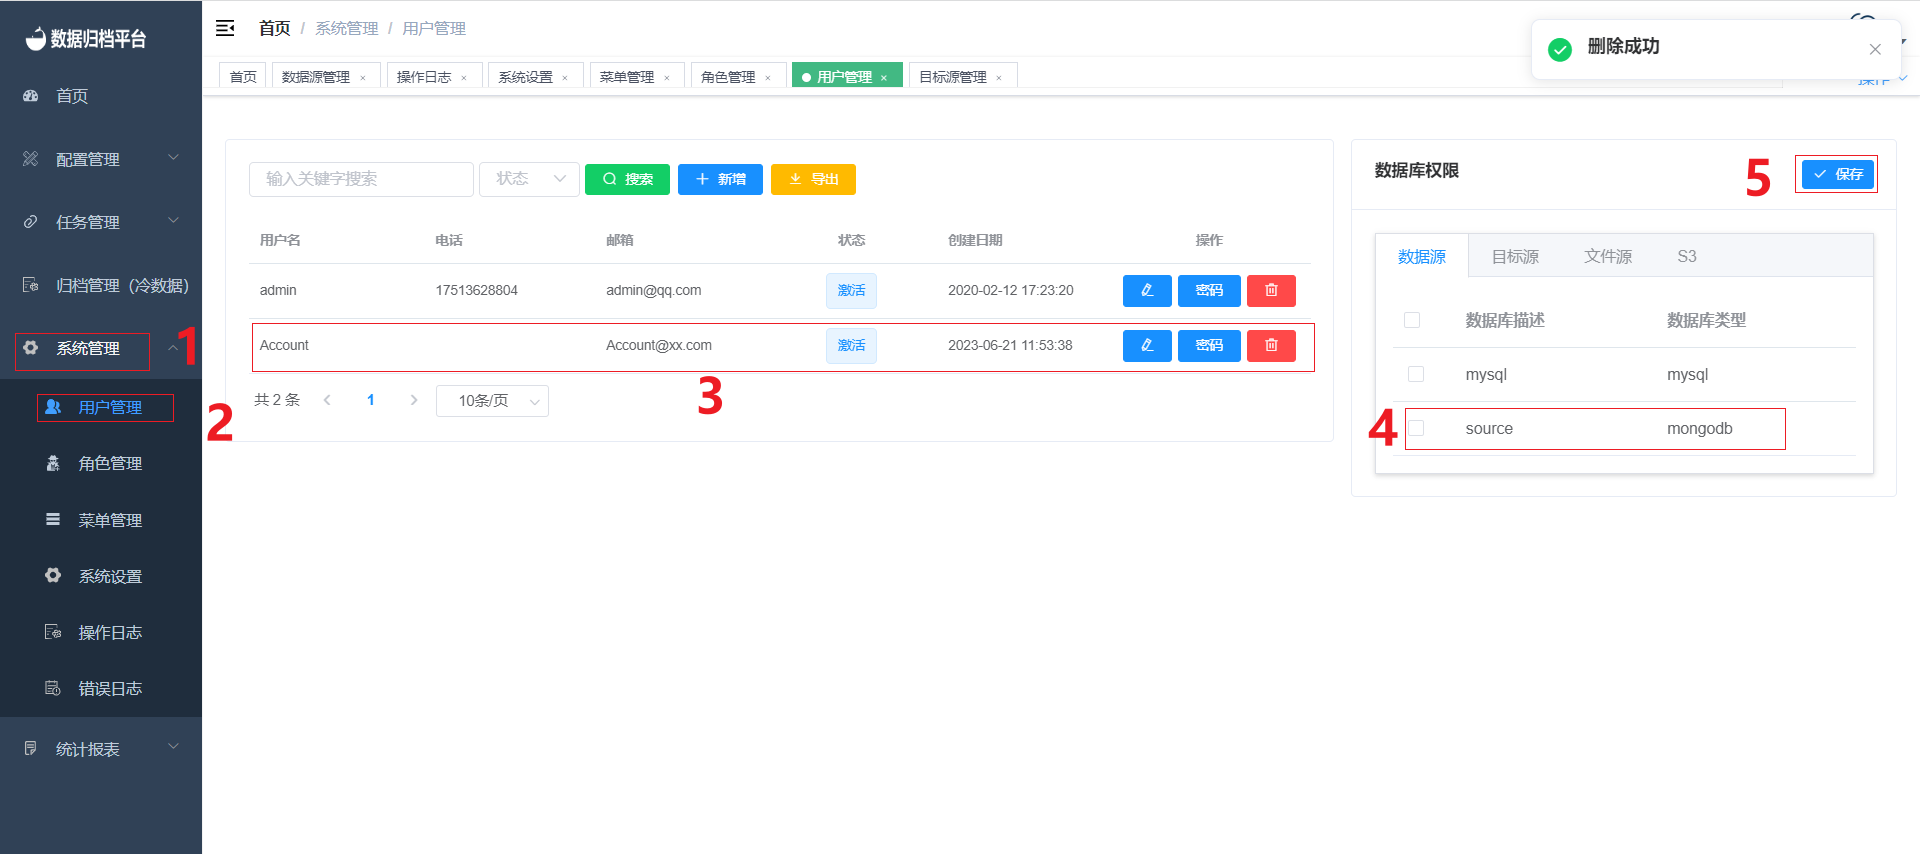 数据归档平台
首页
配置管理
任务管理
归档管理（冷数据）
系统管理
1
用户管理
2
角色管理
菜单管理
系统设置
操作日志
错误日志
统计报表
首页 / 系统管理 / 用户管理
删除成功
首页 数据源管理 × 操作日志 × 系统设置 × 菜单管理 × 角色管理 × 用户管理 × 目标源管理 ×
操作
输入关键字搜索 状态 搜索 新增 导出
用户名 电话 邮箱 状态 创建日期 操作
admin 17513628804 admin@qq.com 激活 2020-02-12 17:23:20 密码
Account Account@xx.com 激活 2023-06-21 11:53:38 密码
共 2 条 1 10条/页
3
数据库权限
5
保存
数据源 目标源 文件源 S3
数据库描述 数据库类型
mysql mysql
4
source mongodb